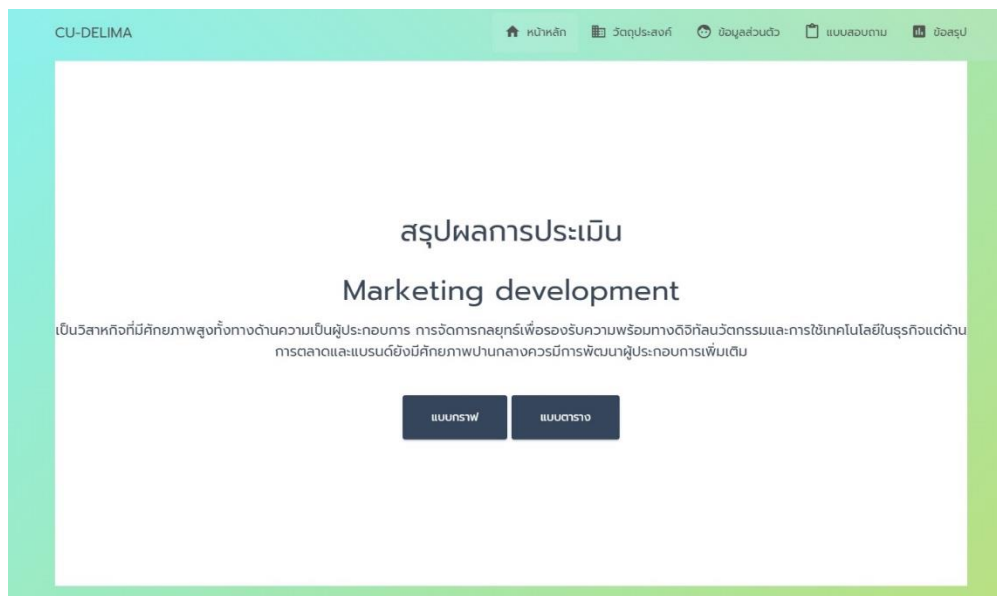 CU-DELIMA หน้าหลัก วัตถุประสงค์ ข้อมูลส่วนตัว แบบสอบถาม ข้อสรุป
สรุปผลการประเมิน
Marketing development
เป็นวิสาหกิจที่มีศักยภาพสูงทั้งทางด้านความเป็นผู้ประกอบการ การจัดการกลยุทธ์เพื่อรองรับความพร้อมทางดิจิทัลนวัตกรรมและการใช้เทคโนโลยีในธุรกิจแต่ด้าน
การตลาดและแบรนด์ยังมีศักยภาพปานกลางควรมีการพัฒนาผู้ประกอบการเพิ่มเติม
แบบกราฟ แบบตาราง